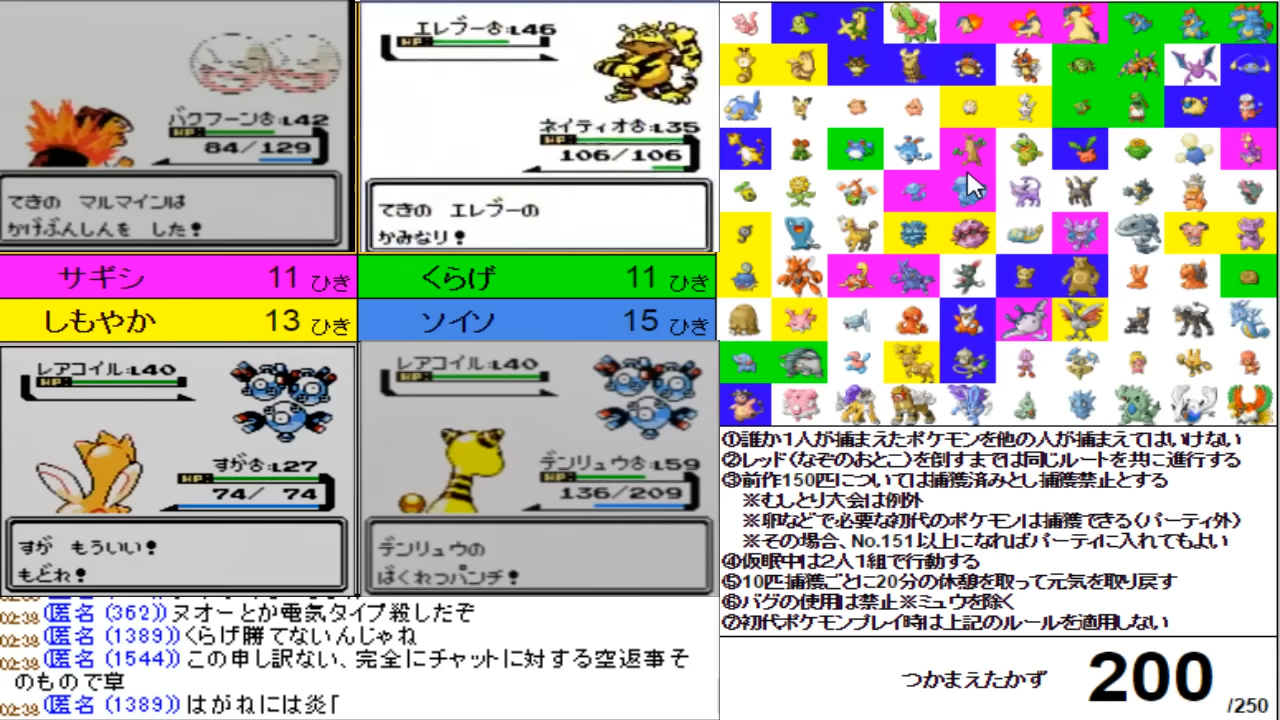 バクフーン♂:L42
HP
84/129
てきの マルマインは
かげぶんしんを した!
エレブー♂:L46
HP
ネイティオ♂:L35
HP
106/106
てきの エレブーの
かみなり!
サギシ 11 ひき
くらげ 11 ひき
しもやか 13 ひき
ソイソ 15 ひき
レアコイル:L40
HP
すが♂:L27
HP
74/ 74
すが もういい!
もどれ!
レアコイル:L40
HP
デンリュウ♂:L59
HP
136/209
デンリュウの
ばくれつパンチ!
02:38 (匿名 (362)) ヌオーとか電気タイプ殺したぞ
02:38 (匿名 (1389)) くらげ勝てないんじゃね
02:38 (匿名 (1544)) この申し訳ない、完全にチャットに対する空返事そ
のもので草
02:38 (匿名 (1389)) はがねには炎「
①誰か1人が捕まえたポケモンを他の人が捕まえてはいけない
②レッド(なぞのおとこ)を倒すまでは同じルートを共に進行する
③前作150匹については捕獲済みとし捕獲禁止とする
※むしとり大会は例外
※卵などで必要な初代のポケモンは捕獲できる(パーティ外)
※その場合、No.151以上になればパーティに入れてもよい
④仮眠中は2人1組で行動する
⑤10匹捕獲ごとに20分の休憩を取って元気を取り戻す
⑥バグの使用は禁止※ミュウを除く
⑦初代ポケモンプレイ時は上記のルールを適用しない
つかまえたかず 200 /250